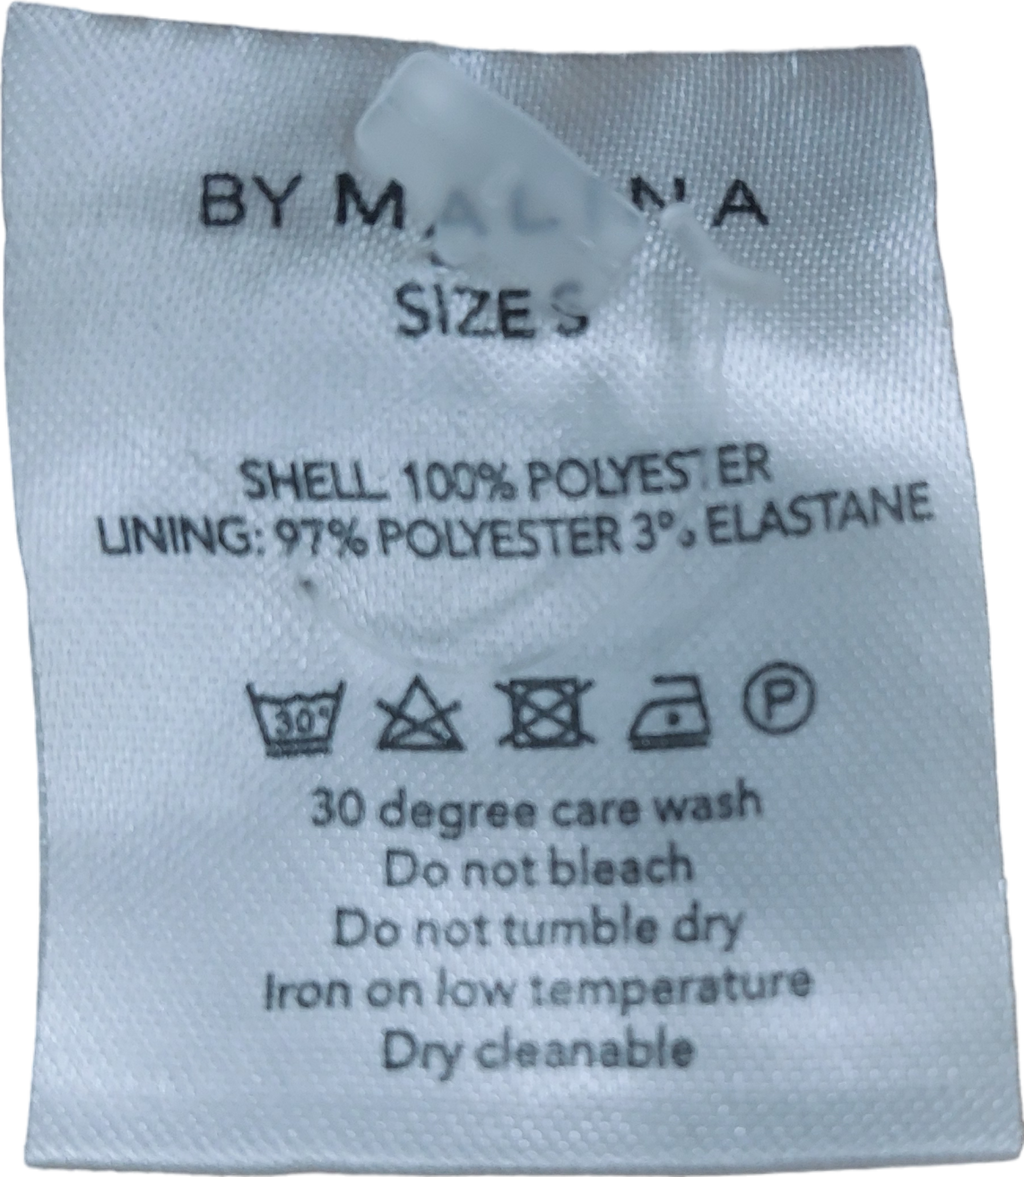 BY MALINA
SIZE S
SHELL: 100% POLYESTER
LINING: 97% POLYESTER 3% ELASTANE
30°
P
30 degree care wash
Do not bleach
Do not tumble dry
Iron on low temperature
Dry cleanable